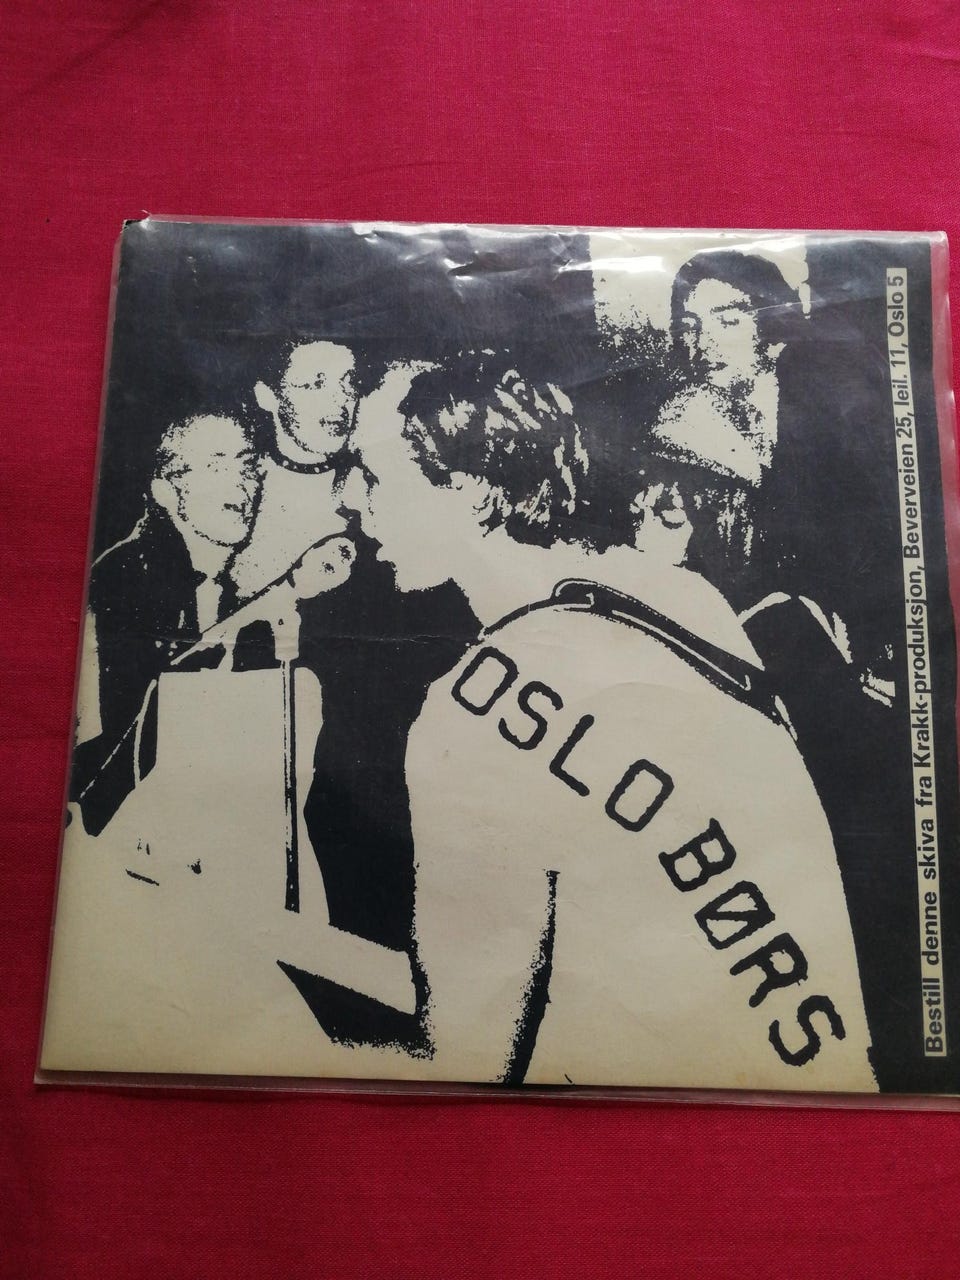 OSLO BØRS
Bestill denne skiva fra Krakk-produksjon, Beverveien 25, leil. 11, Oslo 5